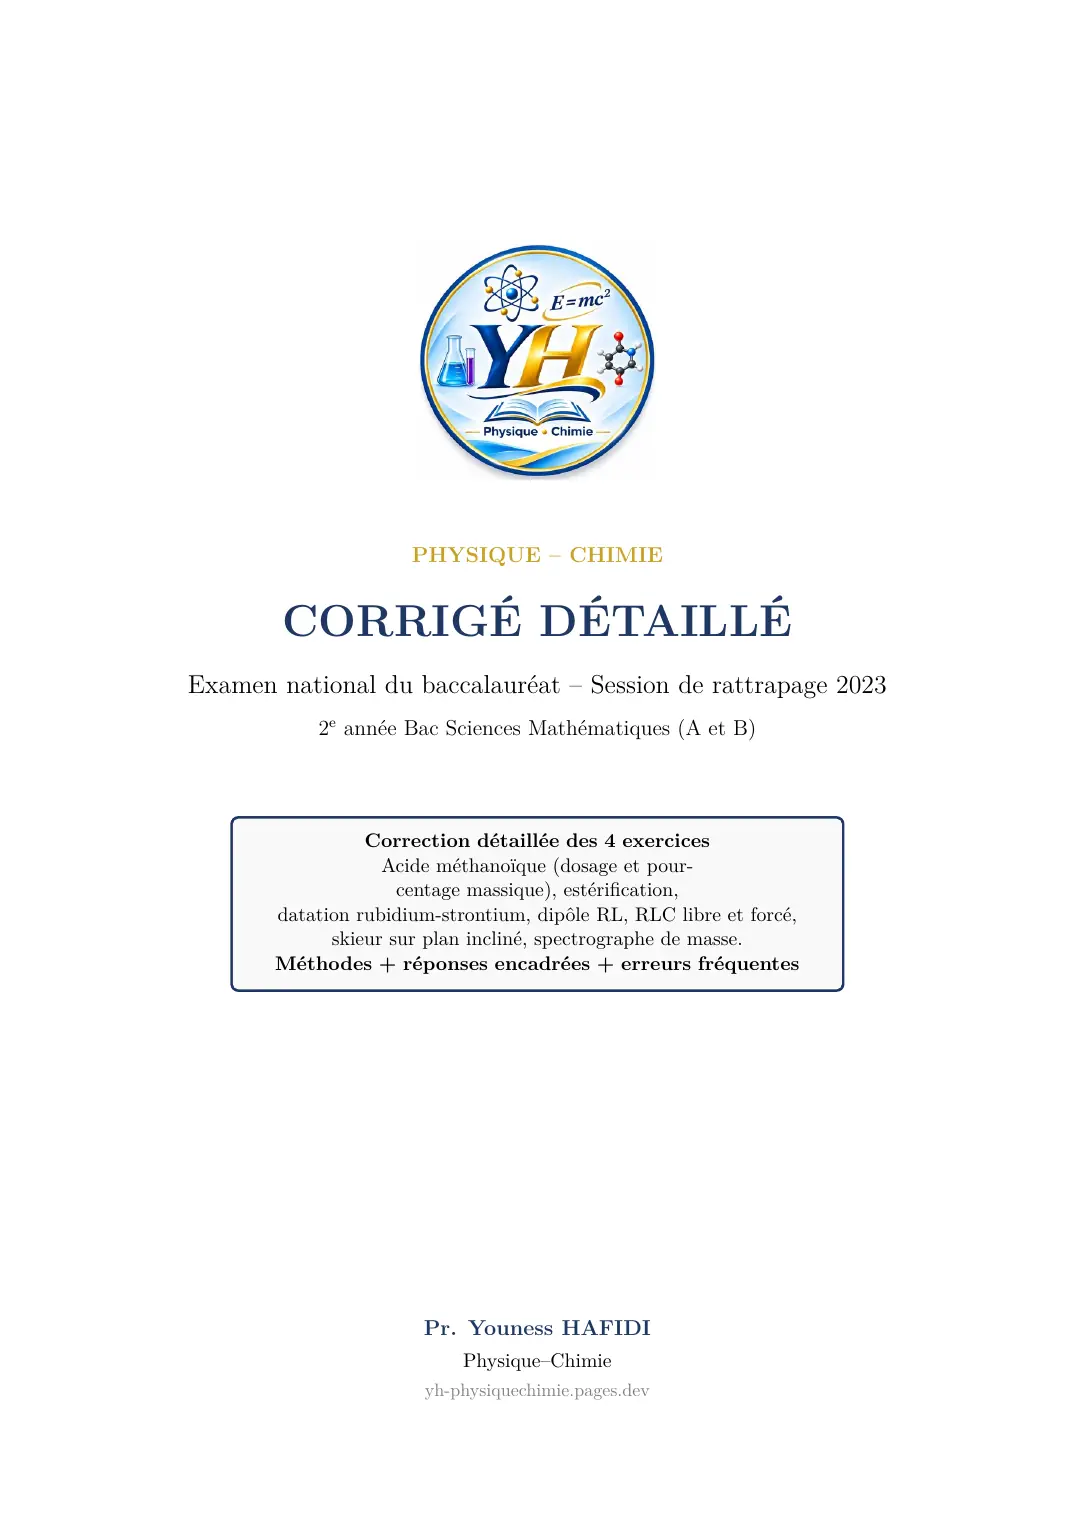 E=mc²
YH
Physique • Chimie
PHYSIQUE – CHIMIE
CORRIGÉ DÉTAILLÉ
Examen national du baccalauréat – Session de rattrapage 2023
2ᵉ année Bac Sciences Mathématiques (A et B)
Correction détaillée des 4 exercices
Acide méthanoïque (dosage et pour-
centage massique), estérification,
datation rubidium-strontium, dipôle RL, RLC libre et forcé,
skieur sur plan incliné, spectrographe de masse.
Méthodes + réponses encadrées + erreurs fréquentes
Pr. Youness HAFIDI
Physique–Chimie
yh-physiquechimie.pages.dev